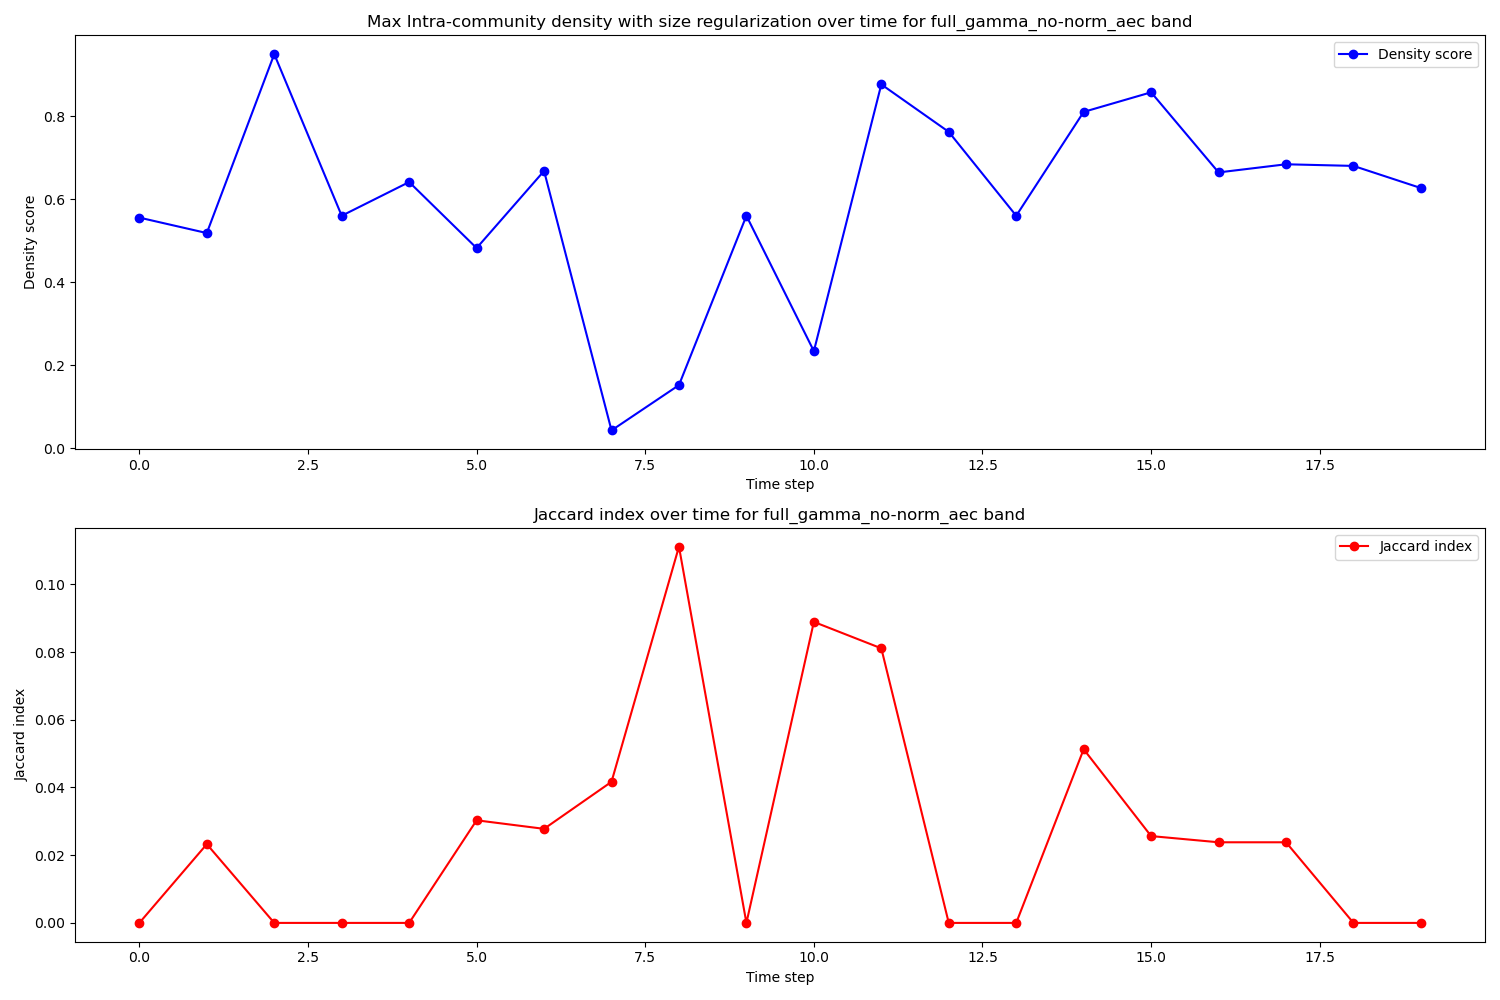 Max Intra-community density with size regularization over time for full_gamma_no-norm_aec band
Density score
Density score
0.8
0.6
0.4
0.2
0.0
0.0 2.5 5.0 7.5 10.0 12.5 15.0 17.5
Time step
Jaccard index over time for full_gamma_no-norm_aec band
Jaccard index
Jaccard index
0.10
0.08
0.06
0.04
0.02
0.00
0.0 2.5 5.0 7.5 10.0 12.5 15.0 17.5
Time step